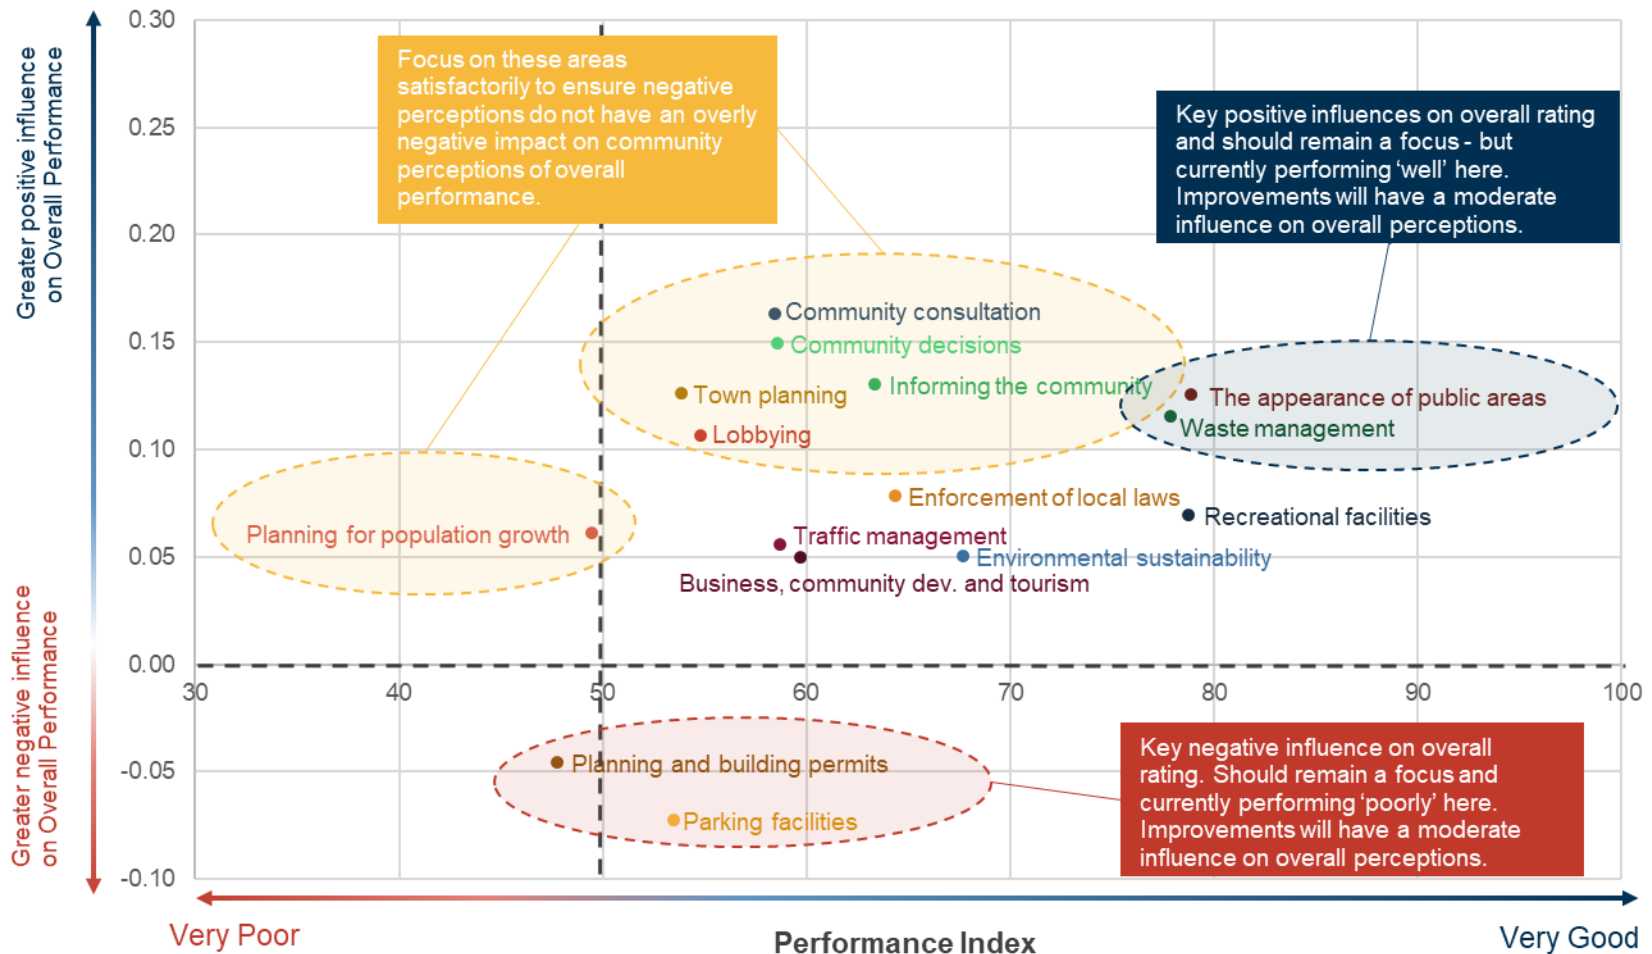 Greater positive influence
on Overall Performance
Greater negative influence
on Overall Performance
0.30
0.25
0.20
0.15
0.10
0.05
0.00
-0.05
-0.10
30
40
50
60
70
80
90
100
Focus on these areas
satisfactorily to ensure negative
perceptions do not have an overly
negative impact on community
perceptions of overall
performance.
Key positive influences on overall rating
and should remain a focus - but
currently performing ‘well’ here.
Improvements will have a moderate
influence on overall perceptions.
Community consultation
Community decisions
Informing the community
Town planning
Lobbying
The appearance of public areas
Waste management
Enforcement of local laws
Recreational facilities
Planning for population growth
Traffic management
Environmental sustainability
Business, community dev. and tourism
Planning and building permits
Parking facilities
Key negative influence on overall
rating. Should remain a focus and
currently performing ‘poorly’ here.
Improvements will have a moderate
influence on overall perceptions.
Very Poor
Performance Index
Very Good